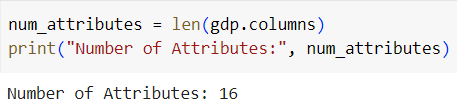 num_attributes = len(gdp.columns)
print("Number of Attributes:", num_attributes)
Number of Attributes: 16